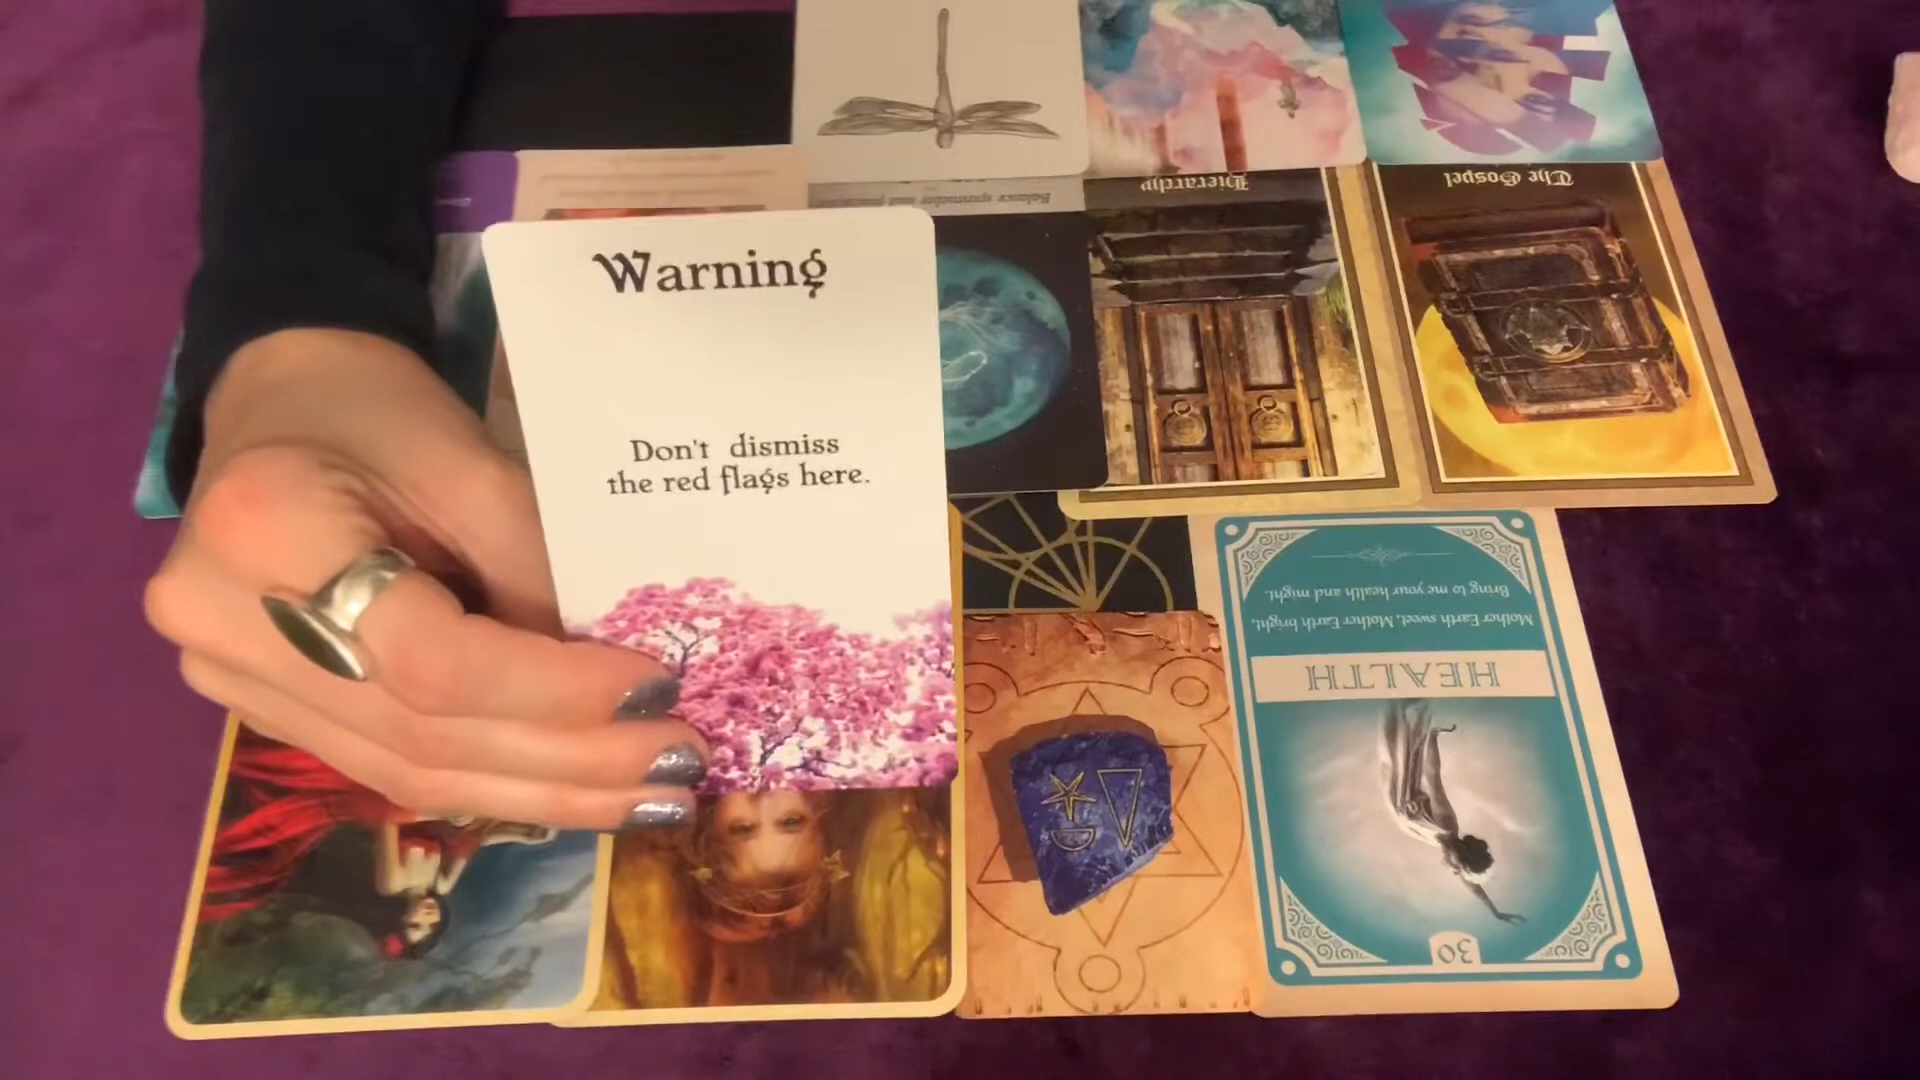 Warning
Don't dismiss
the red flags here.
Hierarchy
The Gospel
Mother Earth sweet, Mother Earth bright,
Bring to me your health and might.
HEALTH
30